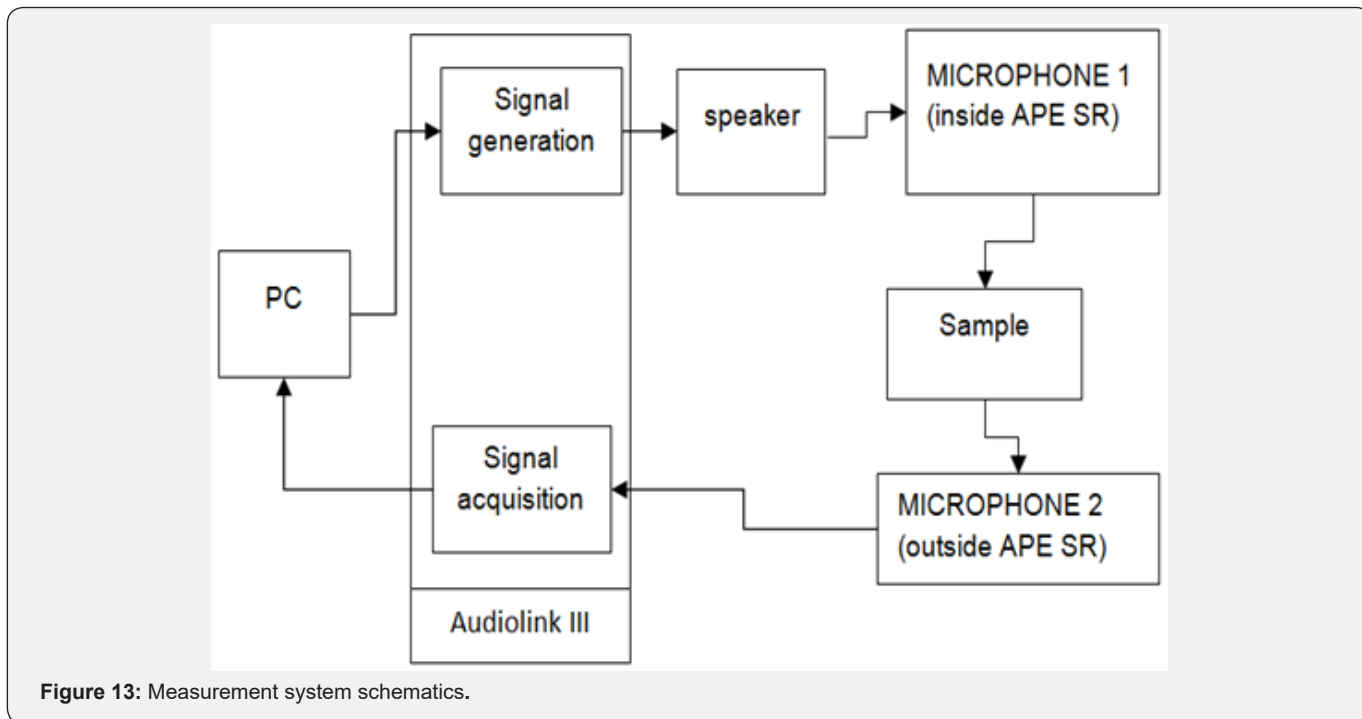 Signal
generation
speaker
MICROPHONE 1
(inside APE SR)
PC
Sample
Signal
acquisition
MICROPHONE 2
(outside APE SR)
Audiolink III
Figure 13: Measurement system schematics.